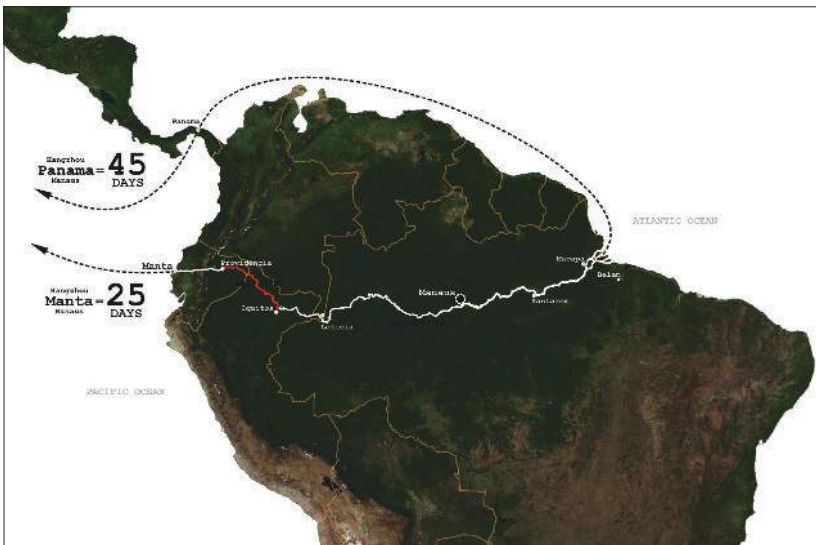 Panama
Hangzhou
Panama= 45
Manaus
DAYS
ATLANTIC OCEAN
Manta
Providencia
Macapa
Belem
Hangzhou
Manta= 25
Manaus
DAYS
Manaus
Santarem
Iquitos
Leticia
PACIFIC OCEAN